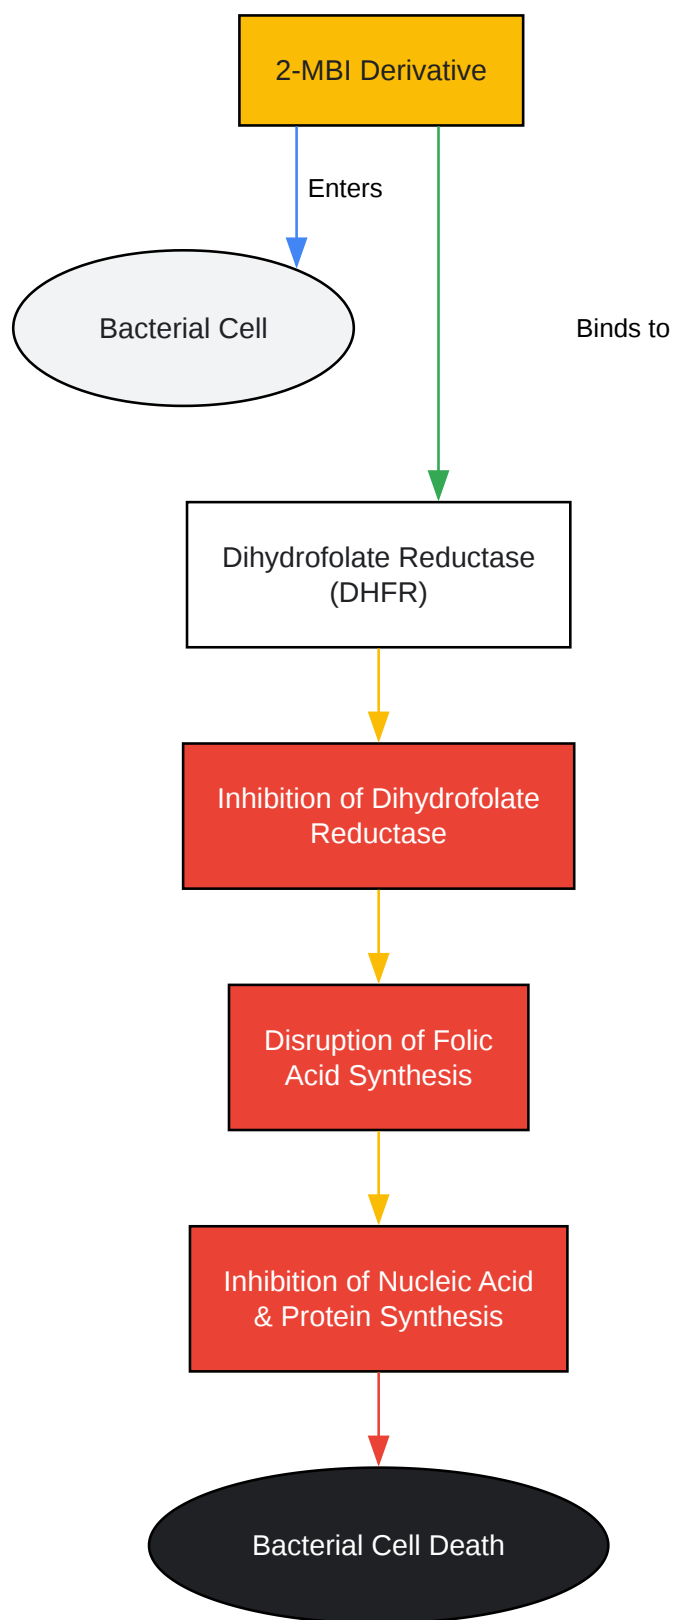 2-MBI Derivative
Enters
Bacterial Cell
Binds to
Dihydrofolate Reductase
(DHFR)
Inhibition of Dihydrofolate
Reductase
Disruption of Folic
Acid Synthesis
Inhibition of Nucleic Acid
& Protein Synthesis
Bacterial Cell Death